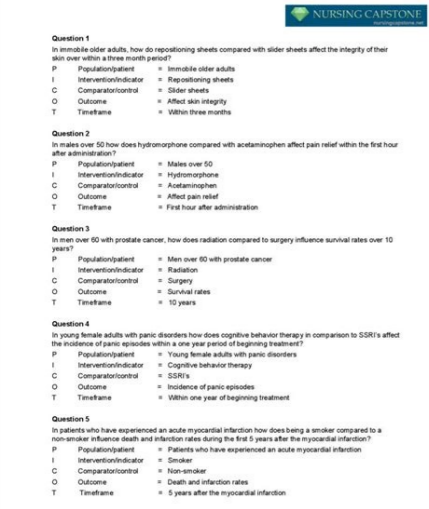 NURSING CAPSTONE
nursingcapstone.net
Question 1
In immobile older adults, how do repositioning sheets compared with slider sheets affect the integrity of their
skin over within a three month period?
P Population/patient = Immobile older adults
I Intervention/indicator = Repositioning sheets
C Comparator/control = Slider sheets
O Outcome = Affect skin integrity
T Timeframe = Within three months
Question 2
In males over 50 how does hydromorphone compared with acetaminophen affect pain relief within the first hour
after administration?
P Population/patient = Males over 50
I Intervention/indicator = Hydromorphone
C Comparator/control = Acetaminophen
O Outcome = Affect pain relief
T Timeframe = First hour after administration
Question 3
In men over 60 with prostate cancer, how does radiation compared to surgery influence survival rates over 10
years?
P Population/patient = Men over 60 with prostate cancer
I Intervention/indicator = Radiation
C Comparator/control = Surgery
O Outcome = Survival rates
T Timeframe = 10 years
Question 4
In young female adults with panic disorders how does cognitive behavior therapy in comparison to SSRI's affect
the incidence of panic episodes within a one year period of beginning treatment?
P Population/patient = Young female adults with panic disorders
I Intervention/indicator = Cognitive behavior therapy
C Comparator/control = SSRI's
O Outcome = Incidence of panic episodes
T Timeframe = Within one year of beginning treatment
Question 5
In patients who have experienced an acute myocardial infarction how does being a smoker compared to a
non-smoker influence death and infarction rates during the first 5 years after the myocardial infarction?
P Population/patient = Patients who have experienced an acute myocardial infarction
I Intervention/indicator = Smoker
C Comparator/control = Non-smoker
O Outcome = Death and infarction rates
T Timeframe = 5 years after the myocardial infarction